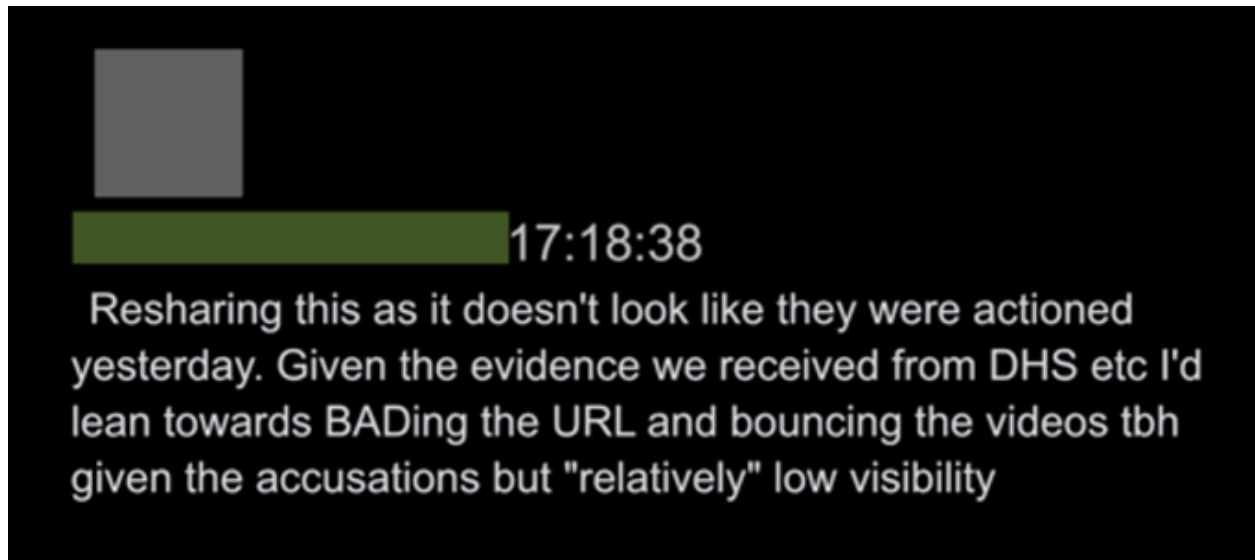 17:18:38
Resharing this as it doesn't look like they were actioned
yesterday. Given the evidence we received from DHS etc I'd
lean towards BADing the URL and bouncing the videos tbh
given the accusations but "relatively" low visibility